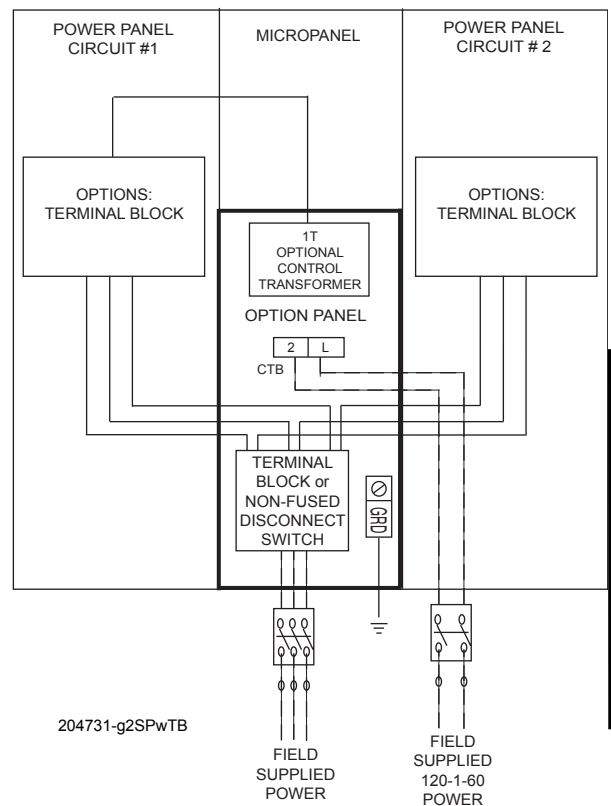 POWER PANEL
CIRCUIT #1
MICROPANEL
POWER PANEL
CIRCUIT # 2
OPTIONS:
TERMINAL BLOCK
OPTIONS:
TERMINAL BLOCK
1T
OPTIONAL
CONTROL
TRANSFORMER
OPTION PANEL
2 L
CTB
TERMINAL
BLOCK or
NON-FUSED
DISCONNECT
SWITCH
GRD
204731-g2SPwTB
FIELD
SUPPLIED
POWER
FIELD
SUPPLIED
120-1-60
POWER